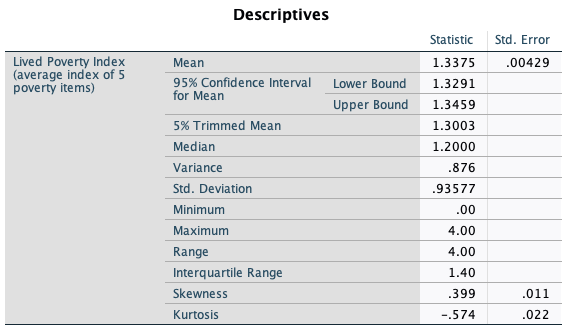 Descriptives
Statistic Std. Error
Lived Poverty Index (average index of 5 poverty items) Mean 1.3375 .00429
95% Confidence Interval for Mean Lower Bound 1.3291
Upper Bound 1.3459
5% Trimmed Mean 1.3003
Median 1.2000
Variance .876
Std. Deviation .93577
Minimum .00
Maximum 4.00
Range 4.00
Interquartile Range 1.40
Skewness .399 .011
Kurtosis -.574 .022